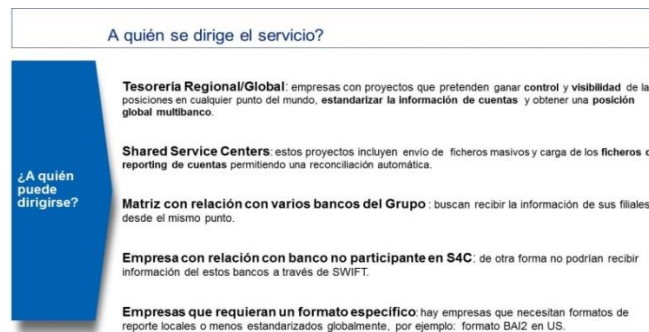 A quién se dirige el servicio?
¿A quién
puede
dirigirse?
Tesorería Regional/Global: empresas con proyectos que pretenden ganar control y visibilidad de la
posiciones en cualquier punto del mundo, estandarizar la información de cuentas y obtener una posición
global multibanco.
Shared Service Centers: estos proyectos incluyen envío de ficheros masivos y carga de los ficheros d
reporting de cuentas permitiendo una reconciliación automática.
Matriz con relación con varios bancos del Grupo : buscan recibir la información de sus filiales
desde el mismo punto.
Empresa con relación con banco no participante en S4C: de otra forma no podrían recibir
información del estos bancos a través de SWIFT.
Empresas que requieran un formato específico: hay empresas que necesitan formatos de
reporte locales o menos estandarizados globalmente, por ejemplo: formato BAI2 en US.